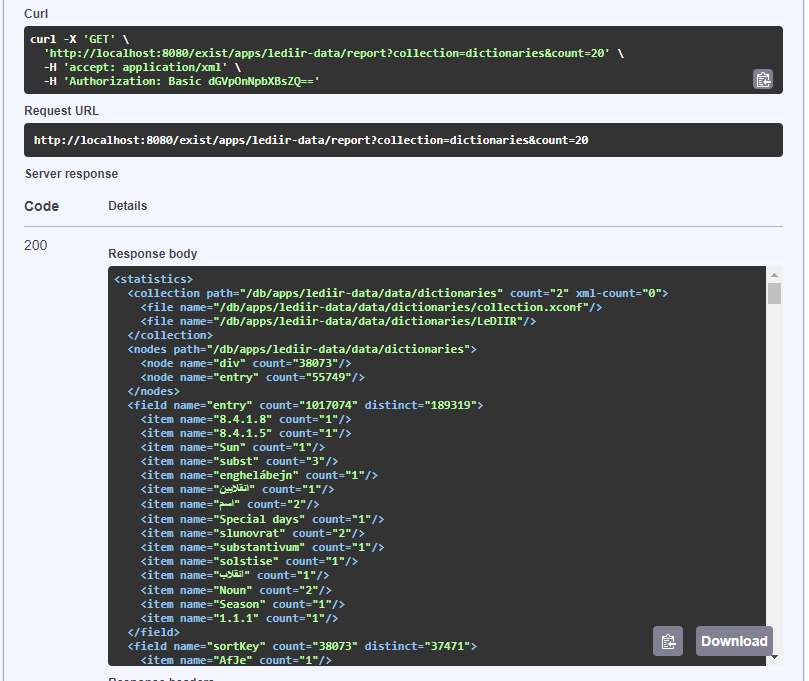 Curl
curl -X 'GET' \
'http://localhost:8080/exist/apps/lediir-data/report?collection=dictionaries&count=20' \
-H 'accept: application/xml' \
-H 'Authorization: Basic dGVpOnNpbXBsZQ=='
Request URL
http://localhost:8080/exist/apps/lediir-data/report?collection=dictionaries&count=20
Server response
Code Details
200
Response body
<statistics>
<collection path="/db/apps/lediir-data/data/dictionaries" count="2" xml-count="0">
<file name="/db/apps/lediir-data/data/dictionaries/collection.xconf"/>
<file name="/db/apps/lediir-data/data/dictionaries/LeDIIR"/>
</collection>
<nodes path="/db/apps/lediir-data/data/dictionaries">
<node name="div" count="38073"/>
<node name="entry" count="55749"/>
</nodes>
<field name="entry" count="1017074" distinct="189319">
<item name="8.4.1.8" count="1"/>
<item name="8.4.1.5" count="1"/>
<item name="Sun" count="1"/>
<item name="subst" count="3"/>
<item name="enghelábejn" count="1"/>
<item name="انقلابین" count="1"/>
<item name="اسم" count="2"/>
<item name="Special days" count="1"/>
<item name="slunovrat" count="2"/>
<item name="substantivum" count="1"/>
<item name="solstise" count="1"/>
<item name="انقلاب" count="1"/>
<item name="Noun" count="2"/>
<item name="Season" count="1"/>
<item name="1.1.1" count="1"/>
</field>
<field name="sortKey" count="38073" distinct="37471">
<item name="AfJe" count="1"/>
Download
Response headers